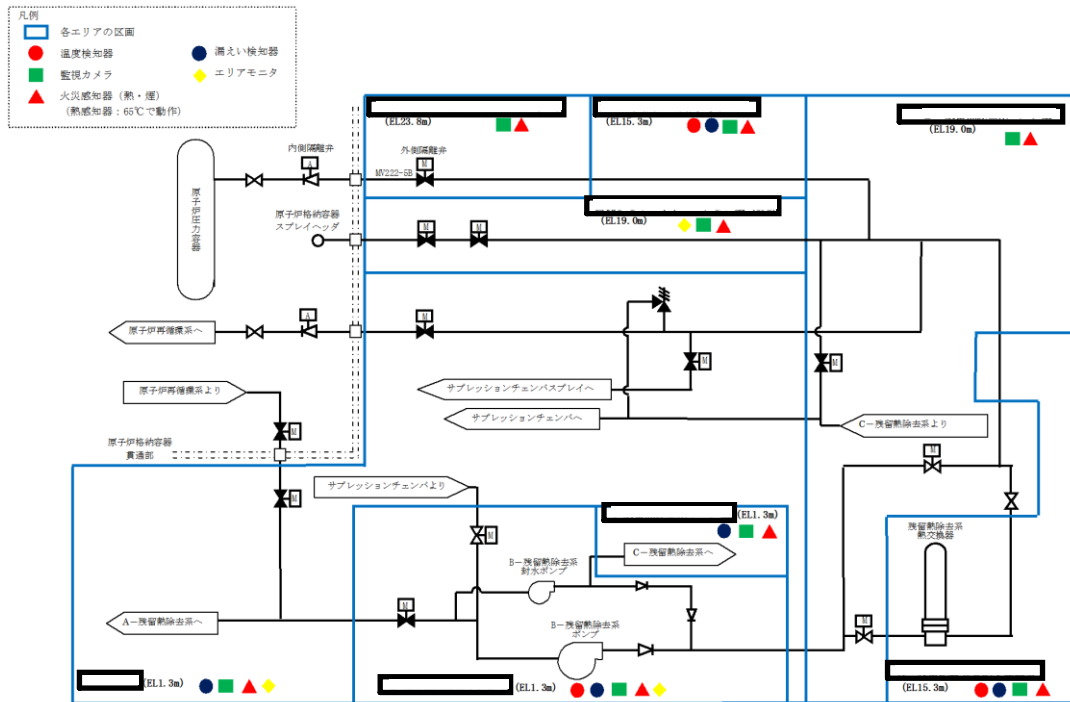 凡例
各エリアの区画
温度検知器
漏えい検知器
監視カメラ
エリアモニタ
火災感知器（熱・煙）
（熱感知器：65℃で動作）
(EL23.8m)
(EL15.3m)
(EL19.0m)
内側隔離弁
外側隔離弁
A
M
MV222-5B
原子炉圧力容器
原子炉格納容器
スプレイヘッダ
(EL19.0m)
M
M
A
M
原子炉再循環系へ
M
M
原子炉再循環系より
サプレッションチェンバスプレイへ
サプレッションチェンバへ
C－残留熱除去系より
M
原子炉格納容器
貫通部
M
M
サプレッションチェンバより
(EL1.3m)
M
C－残留熱除去系へ
B－残留熱除去系
封水ポンプ
残留熱除去系
熱交換器
A－残留熱除去系へ
M
B－残留熱除去系
ポンプ
M
(EL1.3m)
(EL1.3m)
(EL15.3m)